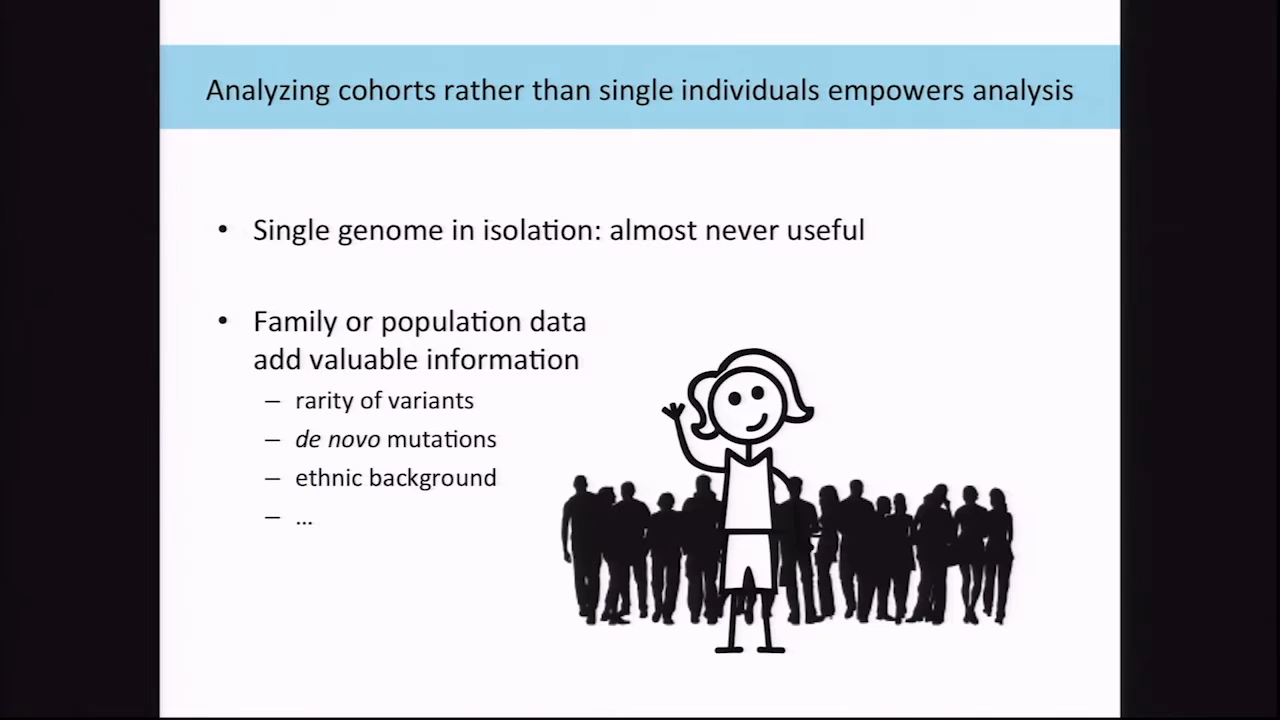 Analyzing cohorts rather than single individuals empowers analysis
• Single genome in isolation: almost never useful
• Family or population data
add valuable information
– rarity of variants
– de novo mutations
– ethnic background
– …